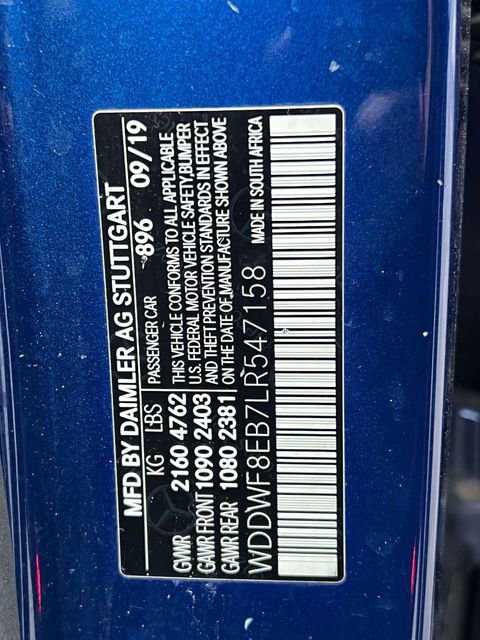 MFD BY DAIMLER AG STUTTGART
KG LBS PASSENGER CAR 896 09/19
GWR 2160 4762 THIS VEHICLE CONFORMS TO ALL APPLICABLE
U.S. FEDERAL MOTOR VEHICLE SAFETY, BUMPER
GAWR FRONT 1090 2403 AND THEFT PREVENTION STANDARDS IN EFFECT
GAWR REAR 1080 2381 ON THE DATE OF MANUFACTURE SHOWN ABOVE
WDDWF8EB7LR547158 MADE IN SOUTH AFRICA